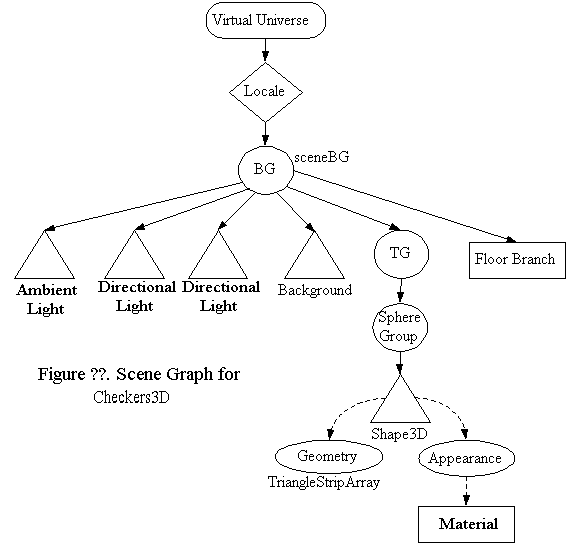 Virtual Universe
Locale
BG
sceneBG
TG
Floor Branch
Ambient
Light
Directional
Light
Directional
Light
Background
Sphere
Group
Figure ??. Scene Graph for
Checkers3D
Shape3D
Geometry
TriangleStripArray
Appearance
Material